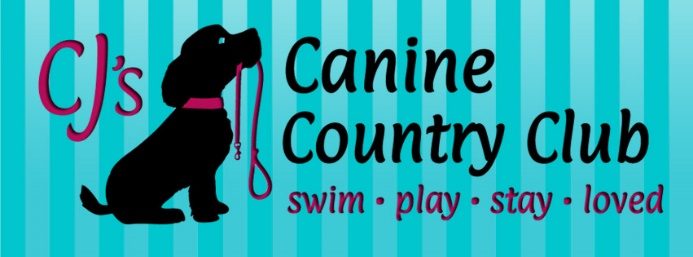 CJ's
Canine
Country Club
swim • play • stay • loved